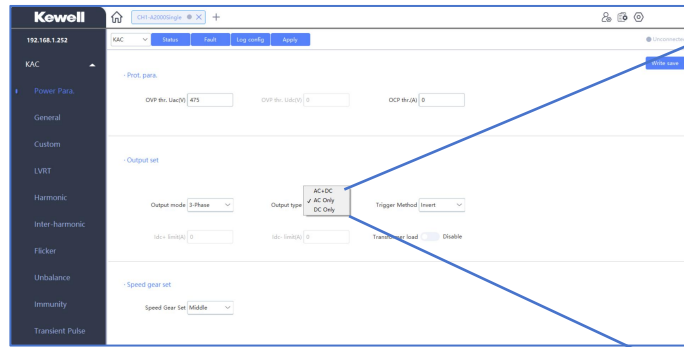 Kewell
CH1-A2000Single
192.168.1.252
KAC
Status
Fault
Log config
Apply
Unconnected
Write save
KAC
Power Para.
General
Custom
LVRT
Harmonic
Inter-harmonic
Flicker
Unbalance
Immunity
Transient Pulse
· Prot. para.
OVP thr. Uac(V) 475
OVP thr. Udc(V) 0
OCP thr.(A) 0
· Output set
AC+DC
✓ AC Only
DC Only
Output mode 3-Phase
Output type
Trigger Method Invert
Idc+ limit(A) 0
Idc- limit(A) 0
Transformer load Disable
· Speed gear set
Speed Gear Set Middle